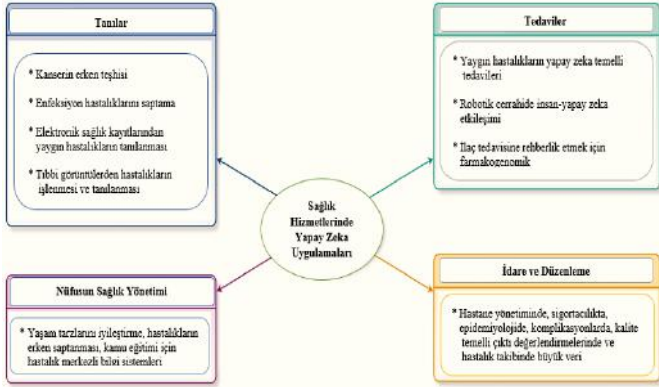 Tanılar
* Kanserin erken teşhisi
* Enfeksiyon hastalıklarını saptama
* Elektronik sağlık kayıtlarından
yaygın hastalıkların tanılanması
* Tıbbi görüntülerden hastalıkların
işlenmesi ve tanılanması
Tedaviler
* Yaygın hastalıkların yapay zeka temelli
tedavileri
* Robotik cerrahide insan-yapay zeka
etkileşimi
* İlaç tedavisine rehberlik etmek için
farmakogenomik
Sağlık
Hizmetlerinde
Yapay Zeka
Uygulamaları
Nüfusun Sağlık Yönetimi
* Yaşam tarzlarını iyileştirme, hastalıkların
erken saptanması, kamu eğitimi için
hastalık merkezli bilgi sistemleri
İdare ve Düzenleme
* Hastane yönetiminde, sigortacılıkta,
epidemiyolojide, komplikasyonlarda, kalite
temelli çıktı değerlendirmelerinde ve
hastalık takibinde büyük veri